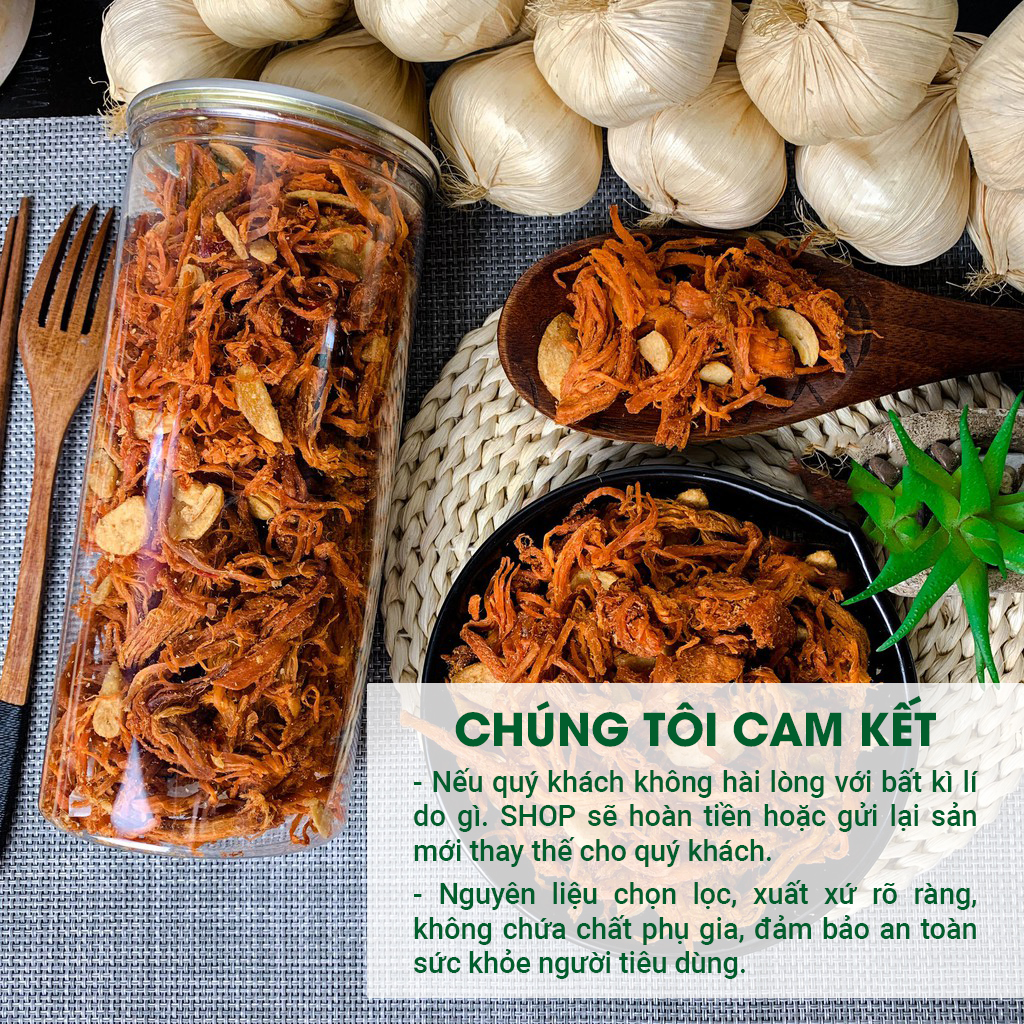 CHÚNG TÔI CAM KẾT
- Nếu quý khách không hài lòng với bất kì lí
do gì. SHOP sẽ hoàn tiền hoặc gửi lại sản
mới thay thế cho quý khách.
- Nguyên liệu chọn lọc, xuất xứ rõ ràng,
không chứa chất phụ gia, đảm bảo an toàn
sức khỏe người tiêu dùng.